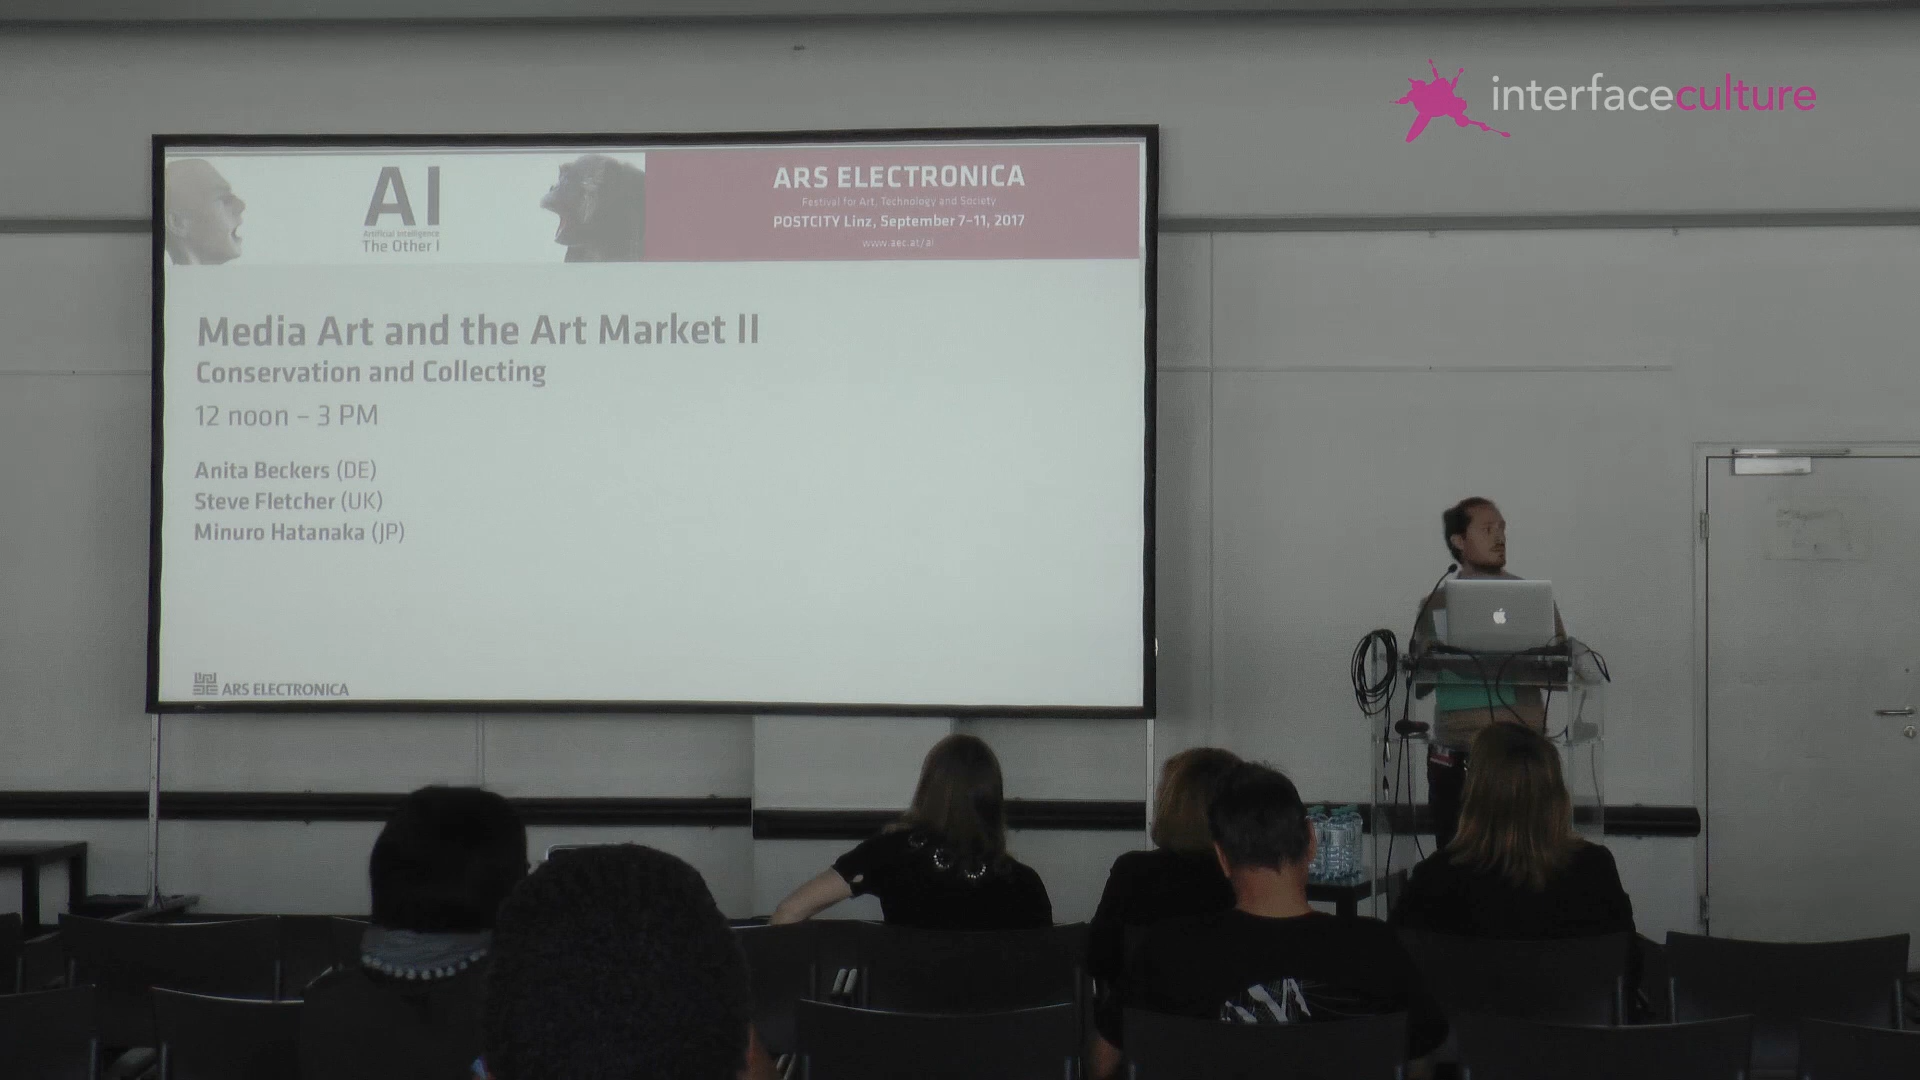 interfaceculture
AI
Artificial Intelligence
The Other I
ARS ELECTRONICA
Festival for Art, Technology and Society
POSTCITY Linz, September 7–11, 2017
www.aec.at/ai
Media Art and the Art Market II
Conservation and Collecting
12 noon – 3 PM
Anita Beckers (DE)
Steve Fletcher (UK)
Minuro Hatanaka (JP)
ARS ELECTRONICA